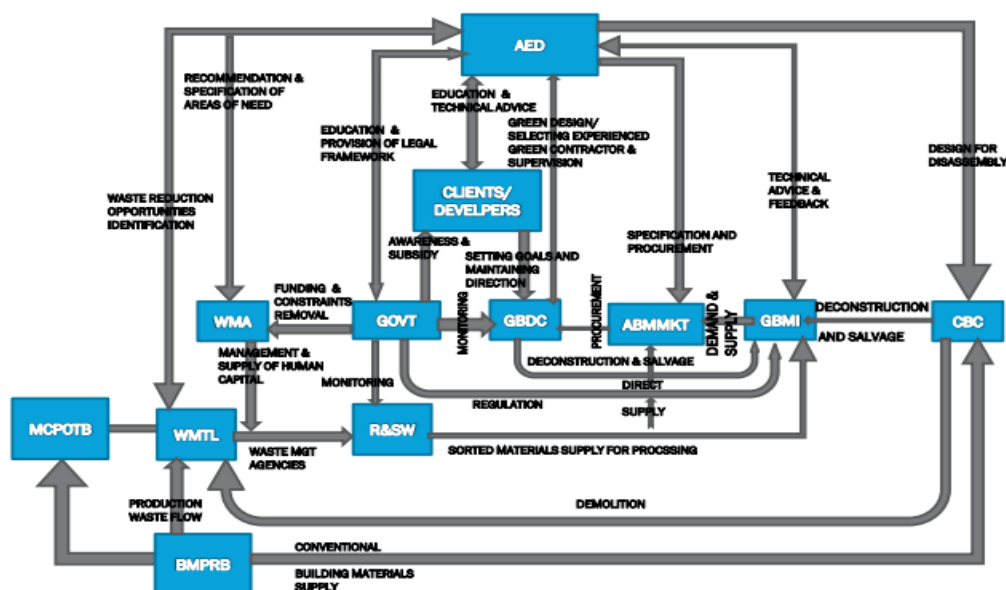 AED
RECOMMENDATION &
SPECIFICATION OF
AREAS OF NEED
EDUCATION &
TECHNICAL ADVICE
EDUCATION &
PROVISION OF LEGAL
FRAMEWORK
GREEN DESIGN/
SELECTING EXPERIENCED
GREEN CONTRACTOR &
SUPERVISION
DESIGN FOR
DISASSEMBLY
TECHNICAL
ADVICE &
FEEDBACK
WASTE REDUCTION
OPPORTUNITIES
IDENTIFICATION
CLIENTS/
DEVELPERS
AWARENESS &
SUBSIDY
SETTING GOALS AND
MAINTAINING
DIRECTION
SPECIFICATION AND
PROCUREMENT
FUNDING &
CONSTRAINTS
REMOVAL
WMA
GOVT
MONITORING
GBDC
PROCUREMENT
ABMMKT
DEMAND &
SUPPLY
GBMI
DECONSTRUCTION
AND SALVAGE
CBC
MANAGEMENT &
SUPPLY OF HUMAN
CAPITAL
MONITORING
DECONSTRUCTION & SALVAGE
REGULATION
DIRECT
SUPPLY
MCPOTB
WMTL
WASTE MGT
AGENCIES
R&SW
SORTED MATERIALS SUPPLY FOR PROCSSING
PRODUCTION
WASTE FLOW
DEMOLITION
BMPRB
CONVENTIONAL
BUILDING MATERIALS
SUPPLY